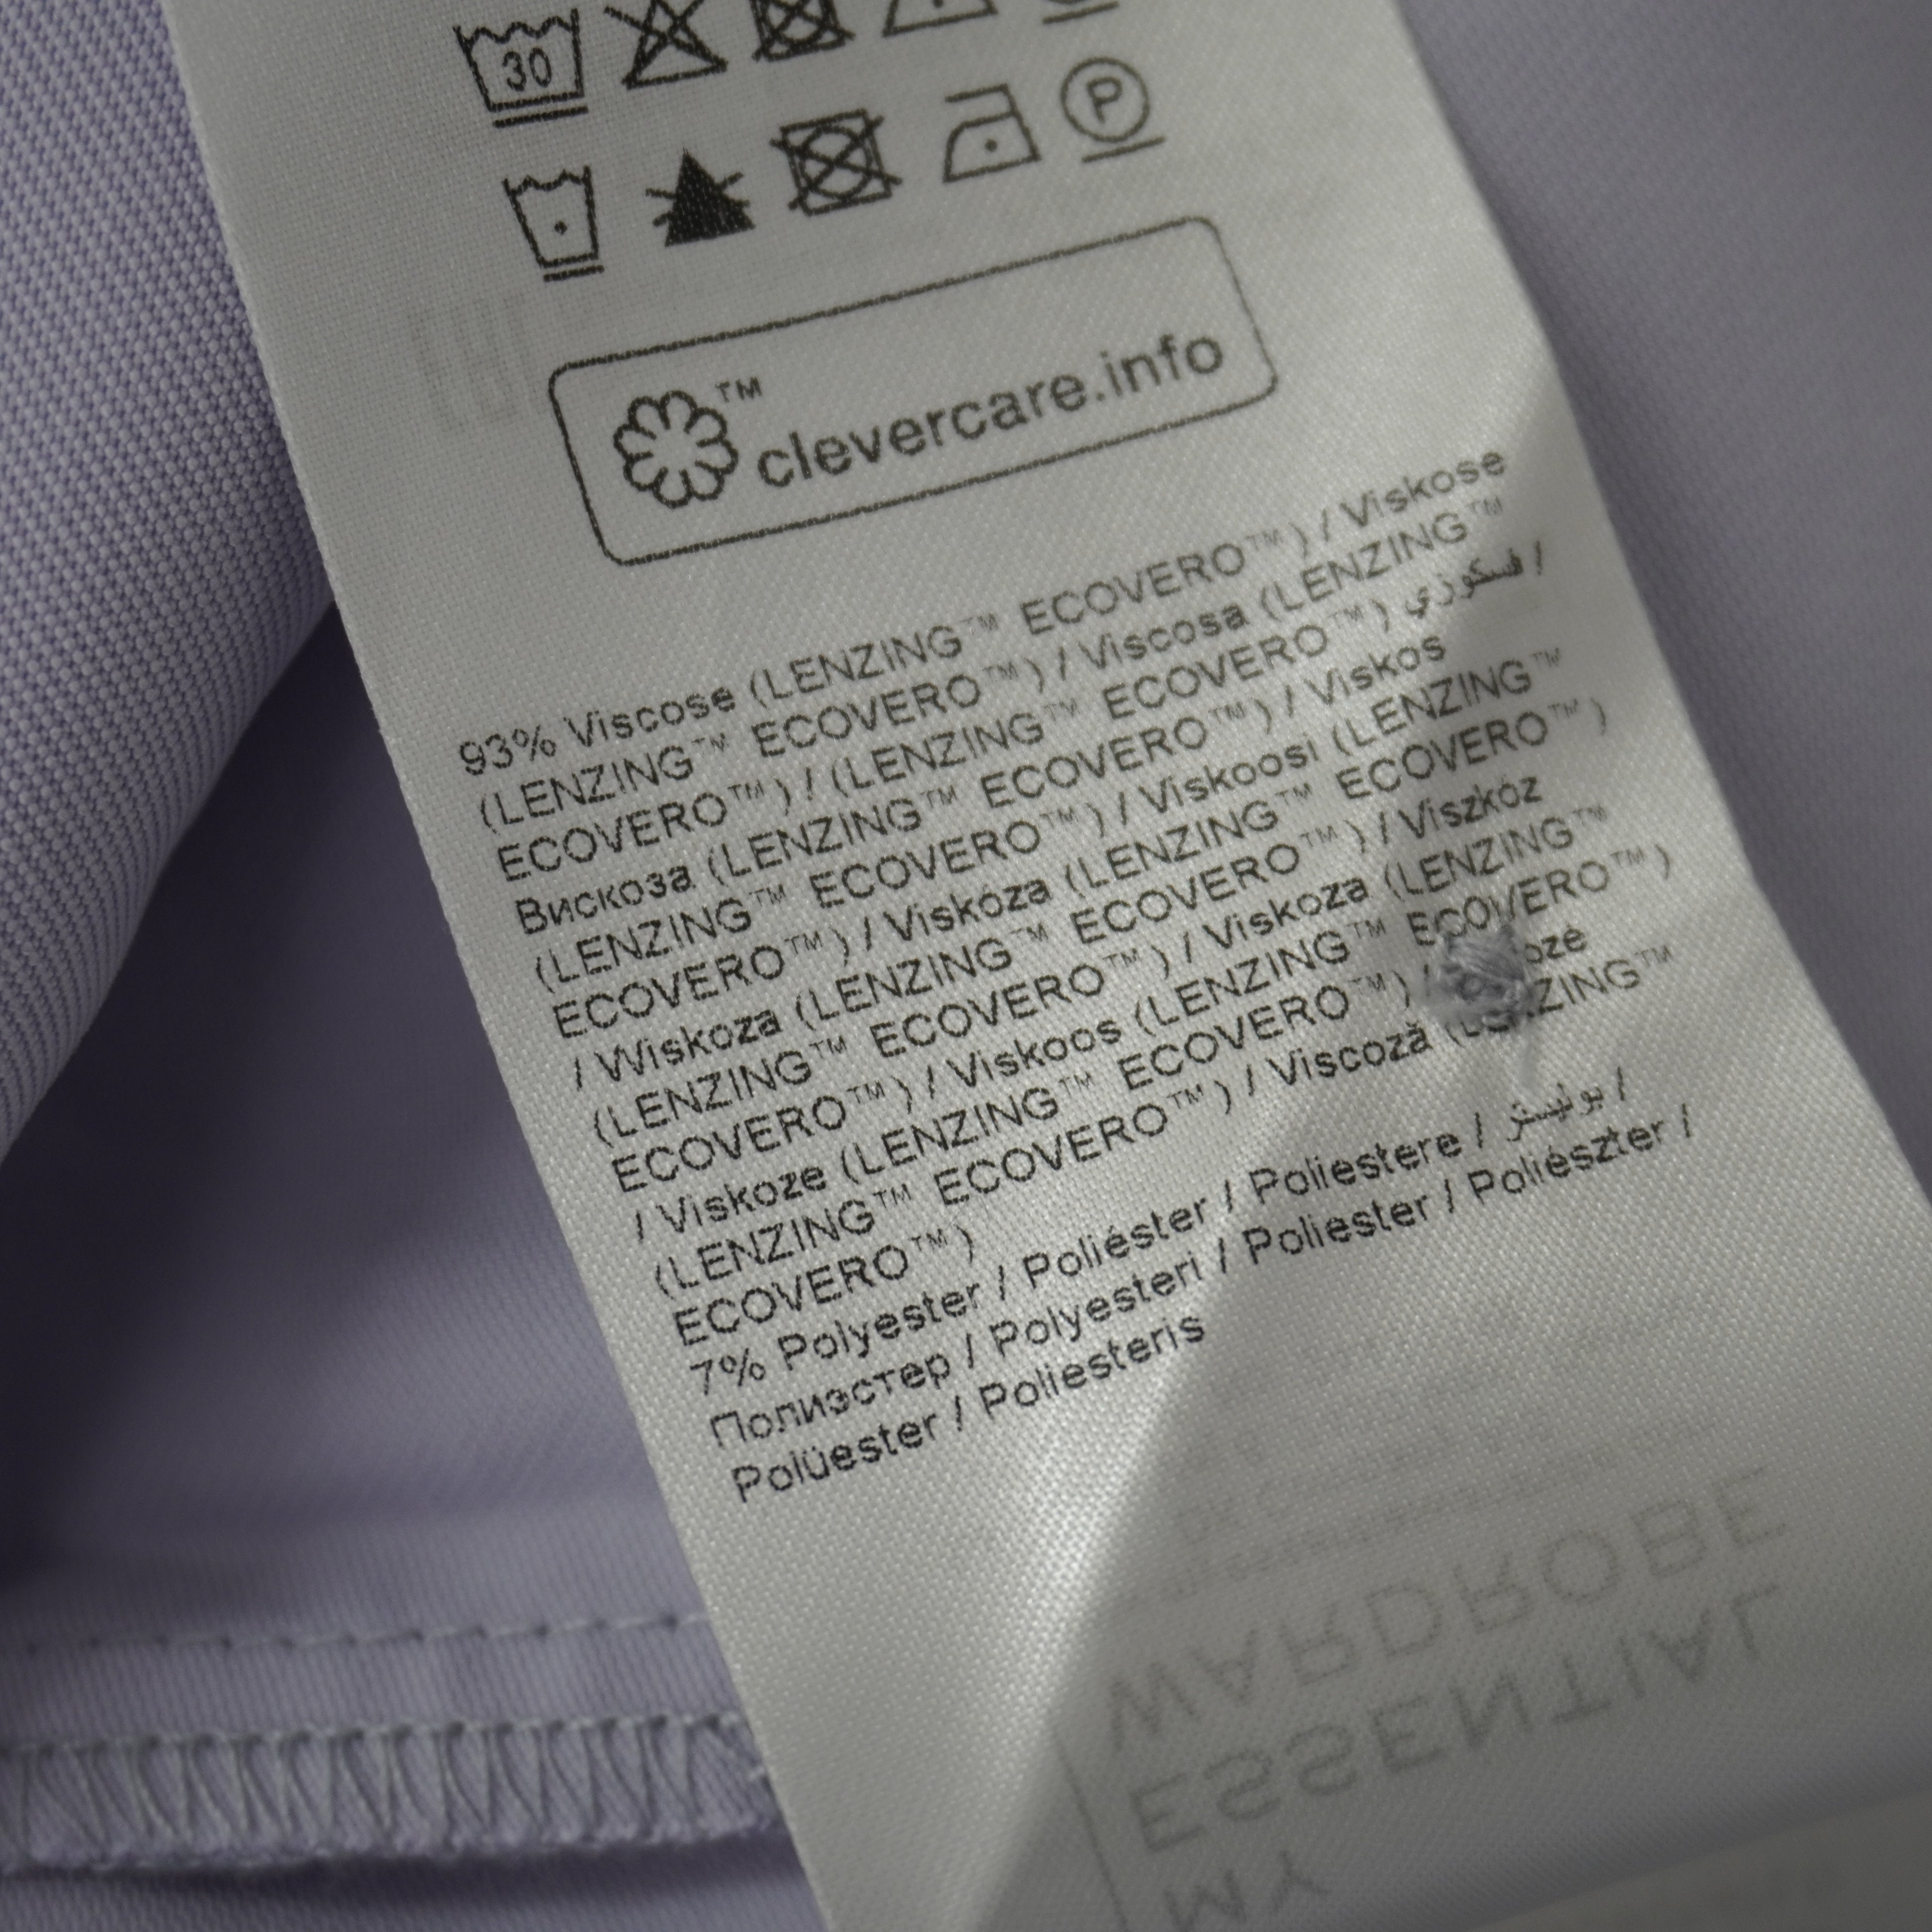 30
P
™ clevercare.info
93% Viscose (LENZING™ ECOVERO™) / Viskose
(LENZING™ ECOVERO™) / Viscosa (LENZING™
ECOVERO™) / (LENZING™ ECOVERO™) فسكوزي /
Вискоза (LENZING™ ECOVERO™) / Viskos
(LENZING™ ECOVERO™) / Viskoosi (LENZING™
ECOVERO™) / Viskóza (LENZING™ ECOVERO™)
/ Wiskoza (LENZING™ ECOVERO™) / Viszkóz
(LENZING™ ECOVERO™) / Viskoza (LENZING™
ECOVERO™) / Viskoos (LENZING™ ECOVERO™)
/ Viskoze (LENZING™ ECOVERO™) /
(LENZING™ ECOVERO™) / Viscoză (LENZING™
ECOVERO™)
7% Polyester / Poliéster / Poliestere / بوليستر /
Полиэстер / Polyesteri / Poliester / Poliészter /
Polüester / Poliesteris
MY
ESSENTIAL
WARDROBE